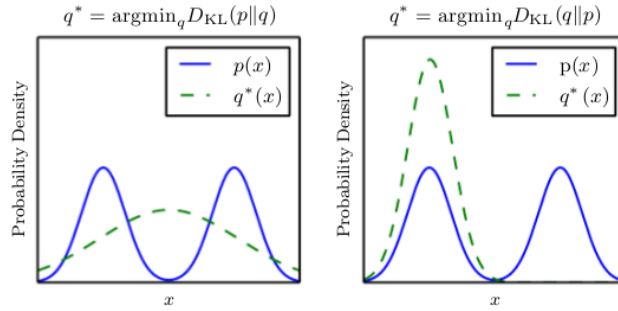 q* = argmin_q D_KL(p‖q)
Probability Density
p(x)
q*(x)
x
q* = argmin_q D_KL(q‖p)
Probability Density
p(x)
q*(x)
x